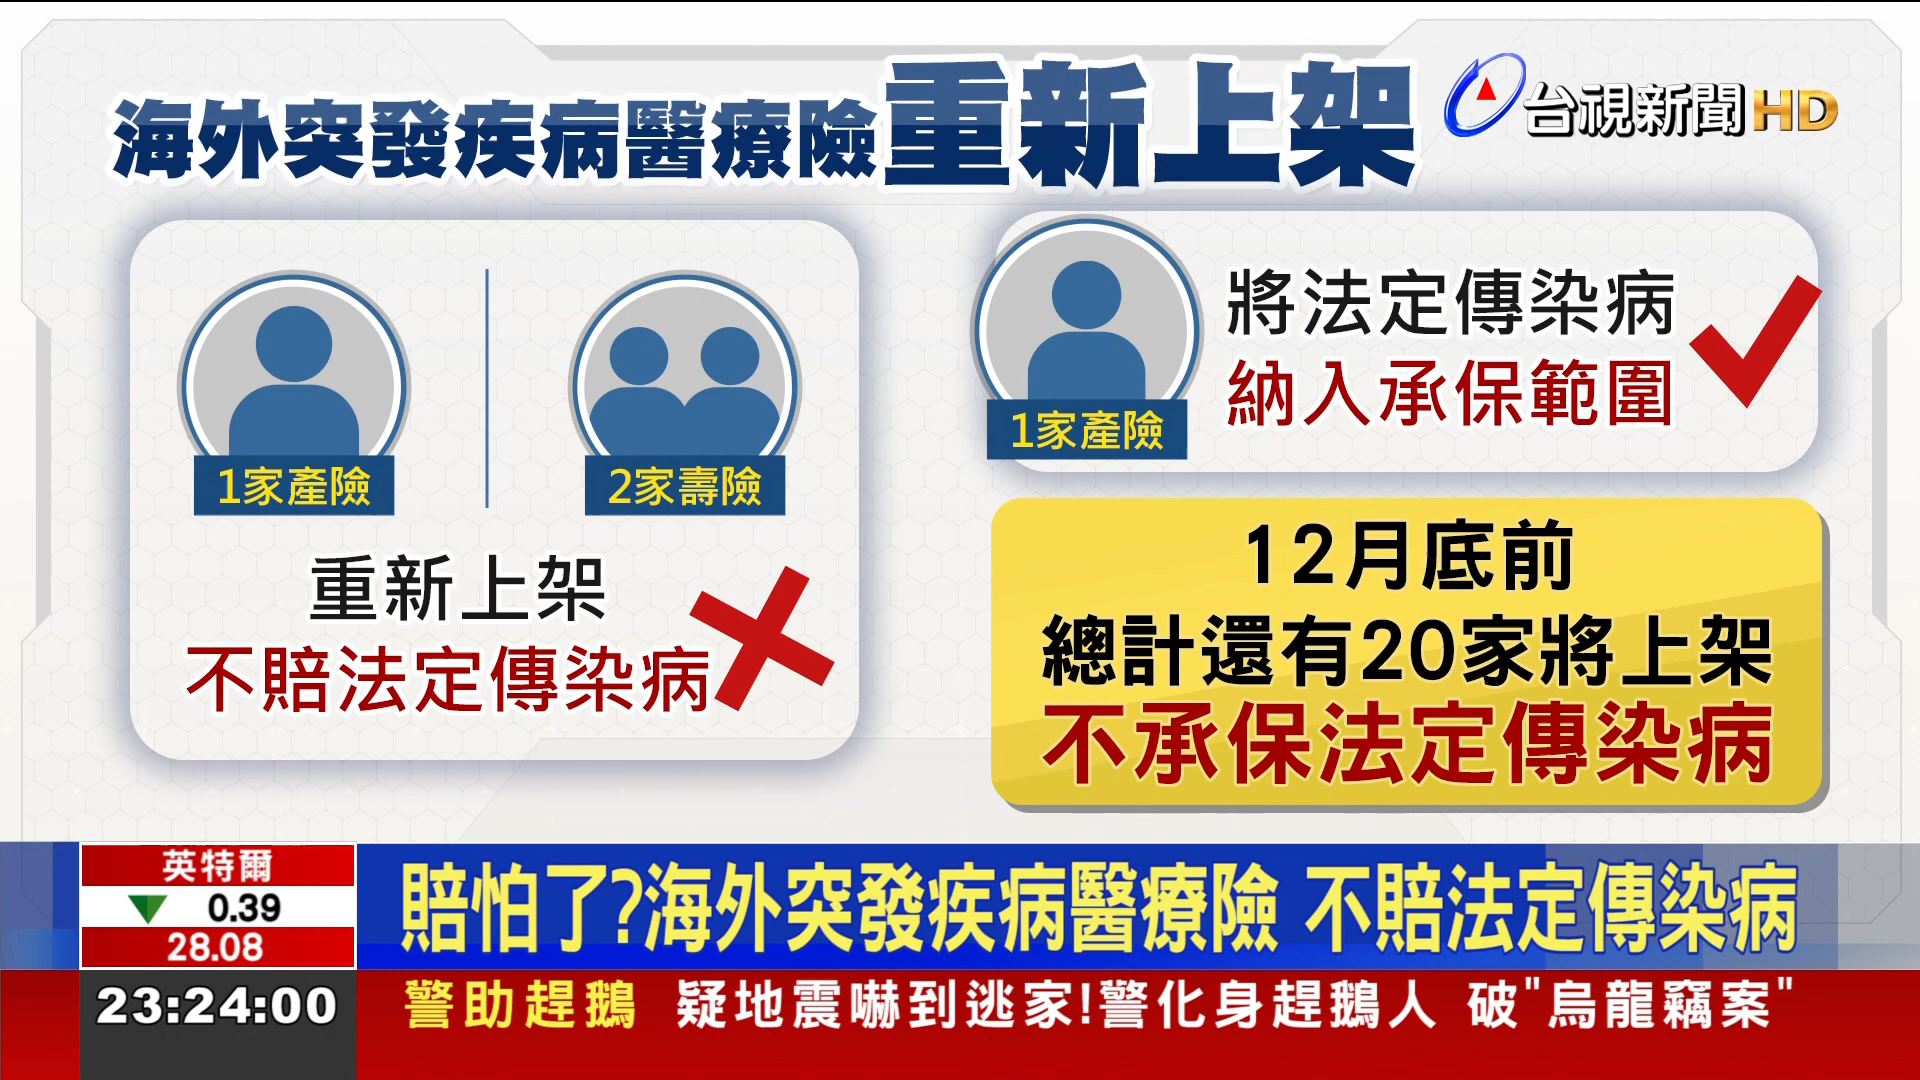 海外突發疾病醫療險重新上架
台視新聞HD
1家產險
2家壽險
重新上架
不賠法定傳染病
1家產險
將法定傳染病
納入承保範圍
12月底前
總計還有20家將上架
不承保法定傳染病
英特爾
0.39
28.08
賠怕了?海外突發疾病醫療險 不賠法定傳染病
23:24:00
警助趕鵝 疑地震嚇到逃家!警化身趕鵝人 破"烏龍竊案"